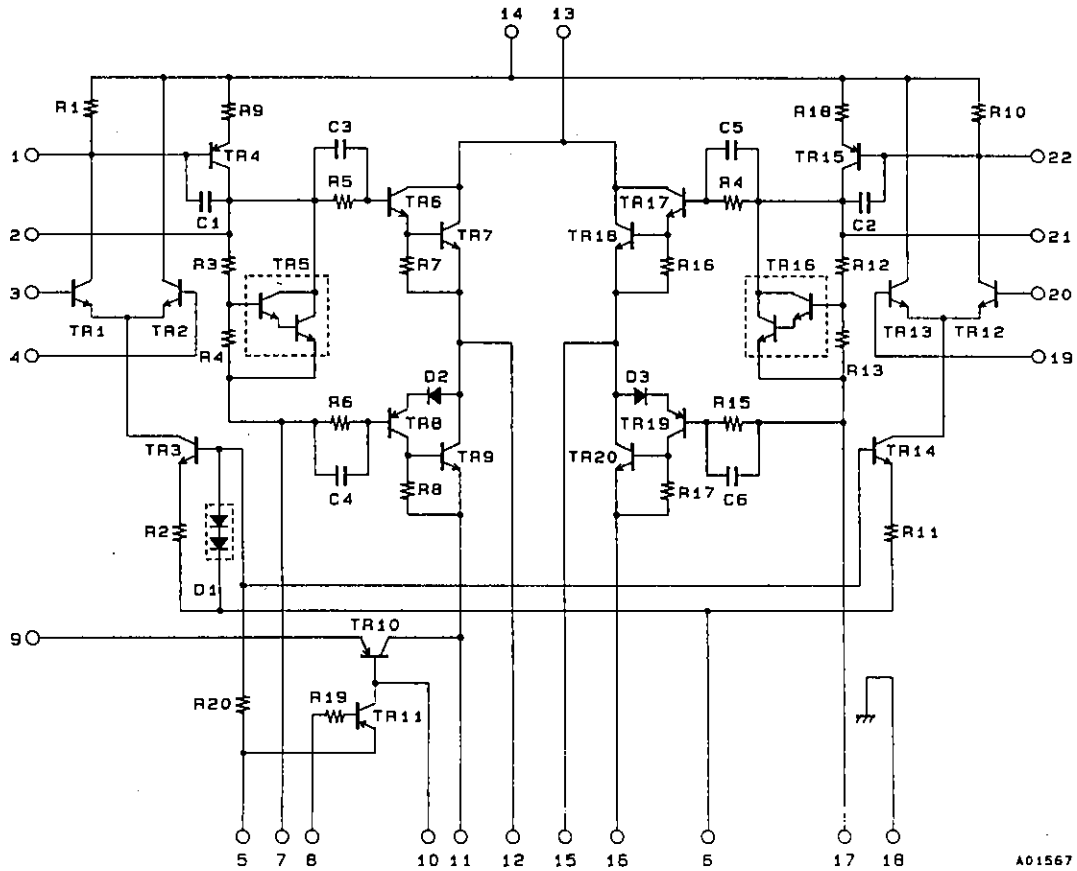 14 13
R1 R9 R18 R10
C3 C5
1 TR4 TR15 22
R5 TR6 TR17 R4
C1 C2
2 TR7 TR18 21
R3 TR5 R7 R16 TR16 R12
3 20
TR1 TR2 TR13 TR12
4 R4 R13 19
D2 D3
R6 TR8 TR19 R15
TR3 TR9 TR20 TR14
C4 R8 R17 C6
R2 R11
D1
9 TR10
R20 R19 TR11
5 7 8 10 11 12 15 16 6 17 18
A01567